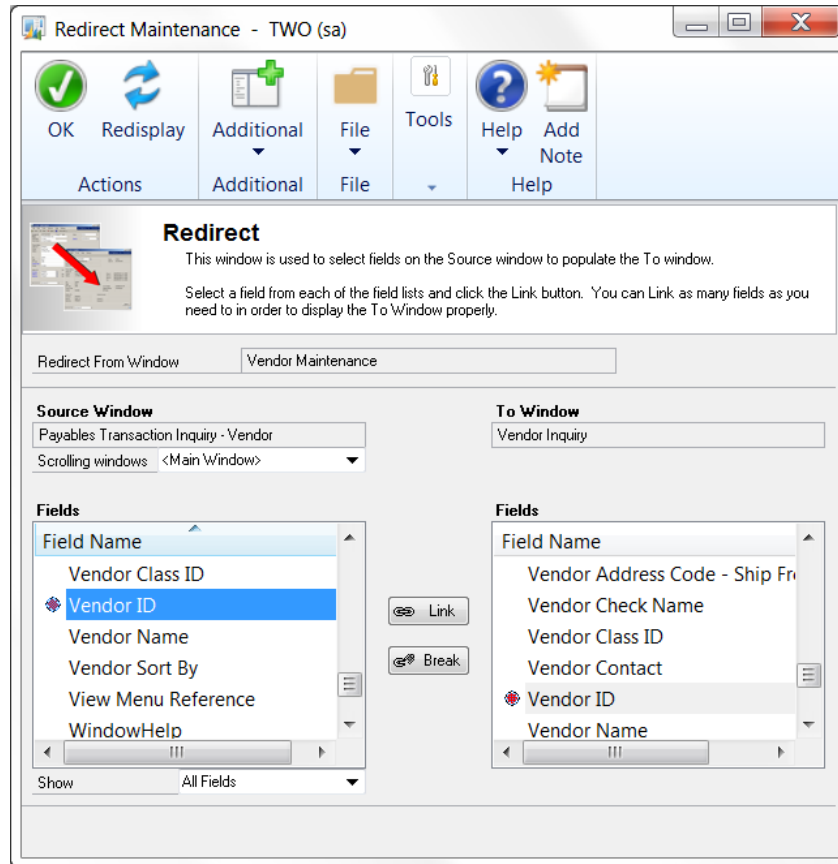 Redirect Maintenance - TWO (sa)
OK Redisplay Additional File Tools Help Add Note
Actions Additional File Help
Redirect
This window is used to select fields on the Source window to populate the To window.
Select a field from each of the field lists and click the Link button. You can Link as many fields as you
need to in order to display the To Window properly.
Redirect From Window Vendor Maintenance
Source Window To Window
Payables Transaction Inquiry - Vendor Vendor Inquiry
Scrolling windows <Main Window>
Fields Fields
Field Name Field Name
Vendor Class ID Vendor Address Code - Ship Fr
Vendor ID Link Vendor Check Name
Vendor Name Vendor Class ID
Vendor Sort By Break Vendor Contact
View Menu Reference Vendor ID
WindowHelp Vendor Name
Show All Fields